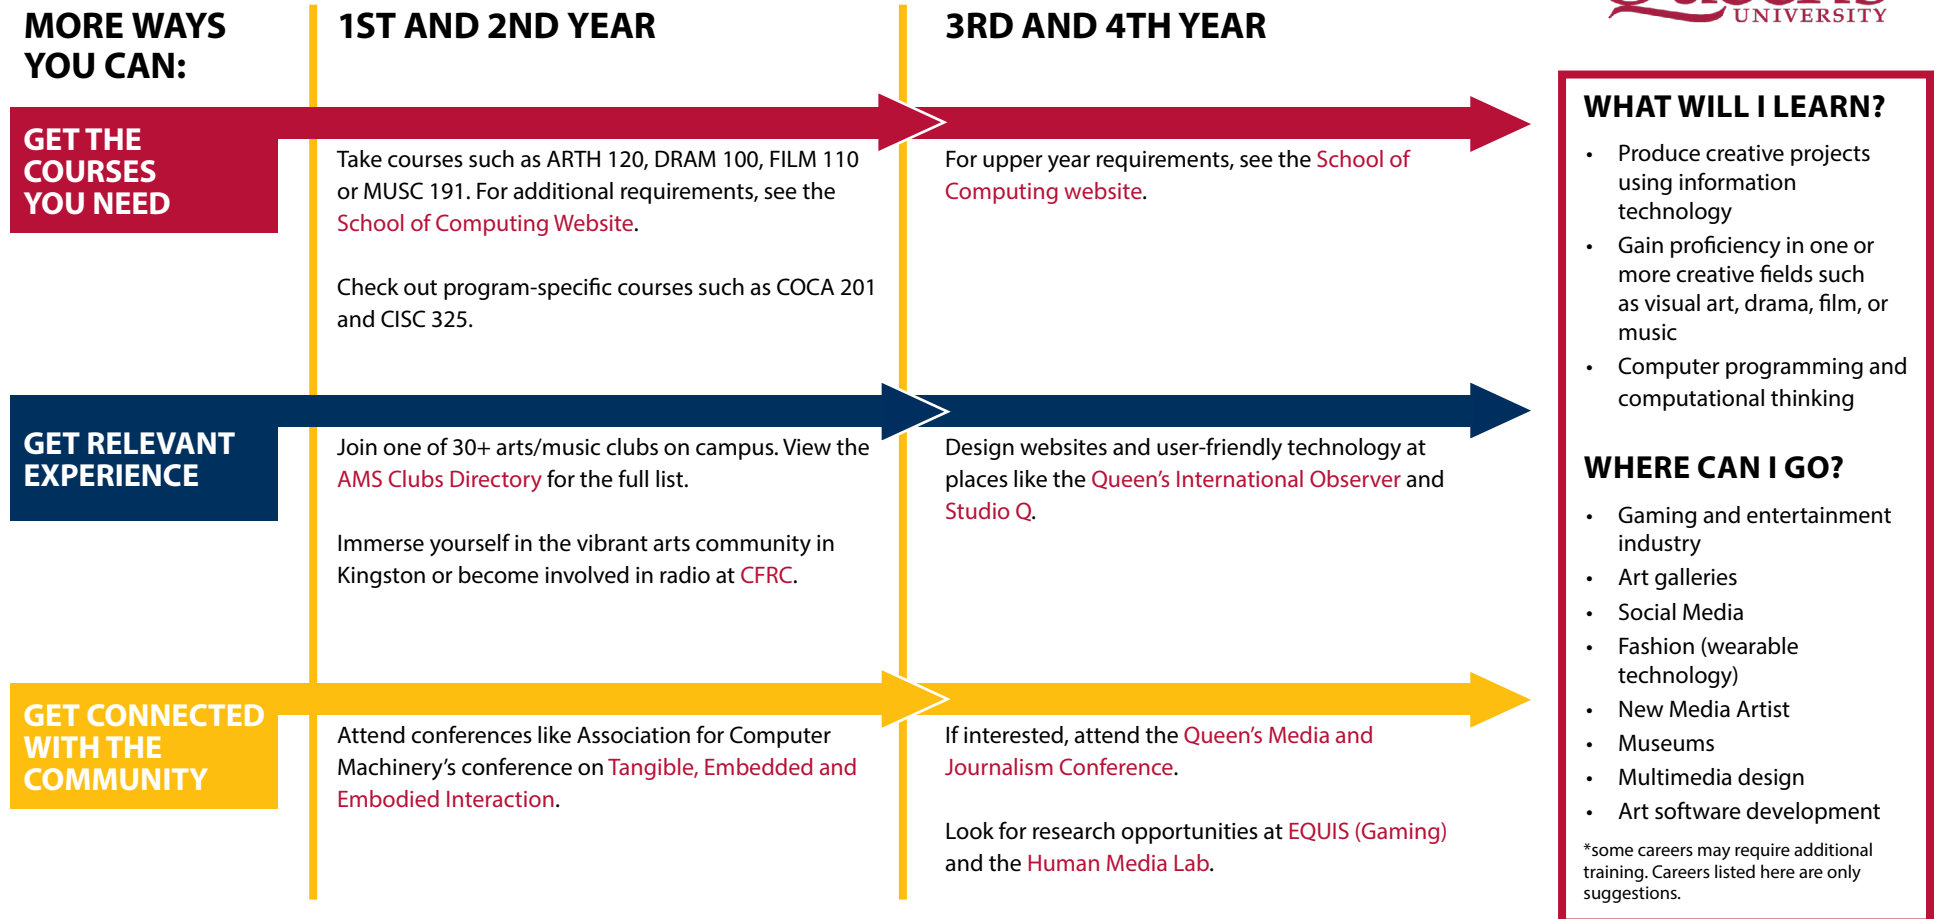 MORE WAYS
YOU CAN:
1ST AND 2ND YEAR
3RD AND 4TH YEAR
UNIVERSITY
GET THE
COURSES
YOU NEED
Take courses such as ARTH 120, DRAM 100, FILM 110
or MUSC 191. For additional requirements, see the
School of Computing Website.
Check out program-specific courses such as COCA 201
and CISC 325.
For upper year requirements, see the School of
Computing website.
GET RELEVANT
EXPERIENCE
Join one of 30+ arts/music clubs on campus. View the
AMS Clubs Directory for the full list.
Immerse yourself in the vibrant arts community in
Kingston or become involved in radio at CFRC.
Design websites and user-friendly technology at
places like the Queen's International Observer and
Studio Q.
GET CONNECTED
WITH THE
COMMUNITY
Attend conferences like Association for Computer
Machinery's conference on Tangible, Embedded and
Embodied Interaction.
If interested, attend the Queen's Media and
Journalism Conference.
Look for research opportunities at EQUIS (Gaming)
and the Human Media Lab.
WHAT WILL I LEARN?
• Produce creative projects
using information
technology
• Gain proficiency in one or
more creative fields such
as visual art, drama, film, or
music
• Computer programming and
computational thinking
WHERE CAN I GO?
• Gaming and entertainment
industry
• Art galleries
• Social Media
• Fashion (wearable
technology)
• New Media Artist
• Museums
• Multimedia design
• Art software development
*some careers may require additional
training. Careers listed here are only
suggestions.